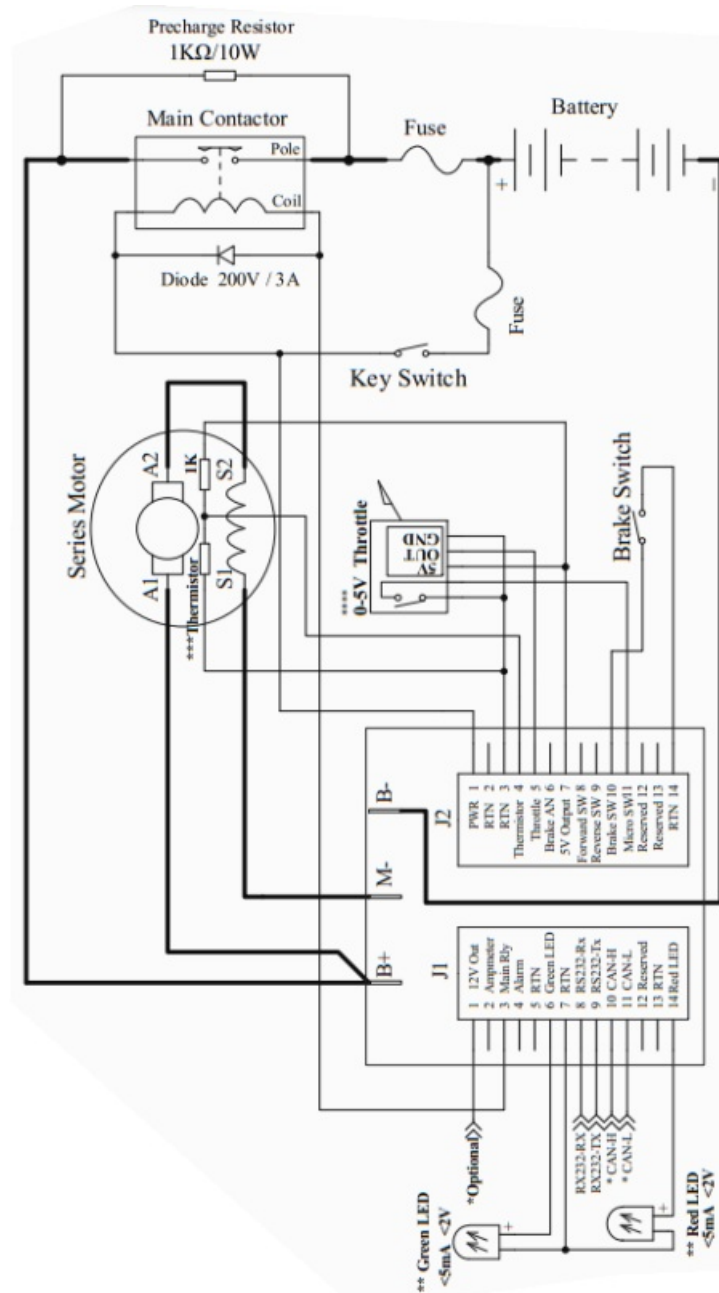 Precharge Resistor
1KΩ/10W
Main Contactor
Pole
Coil
Fuse
Battery
+
−
Diode 200V / 3A
Fuse
Key Switch
Series Motor
A2
A1
1K
S2
S1
***Thermistor
****
0-5V Throttle
GND
OUT
5V
Brake Switch
B-
M-
B+
J2
PWR 1
RTN 2
RTN 3
Thermistor 4
Throttle 5
Brake AN 6
5V Output 7
Forward SW 8
Reverse SW 9
Brake SW 10
Micro SW11
Reserved 12
Reserved 13
RTN 14
J1
1 12V Out
2 Ampmeter
3 Main Rly
4 Alarm
5 RTN
6 Green LED
7 RTN
8 RS232-Rx
9 RS232-Tx
10 CAN-H
11 CAN-L
12 Reserved
13 RTN
14 Red LED
*Optional
RX232-RX
RX232-TX
* CAN-H
* CAN-L
+
** Green LED
<5mA <2V
+
** Red LED
<5mA <2V